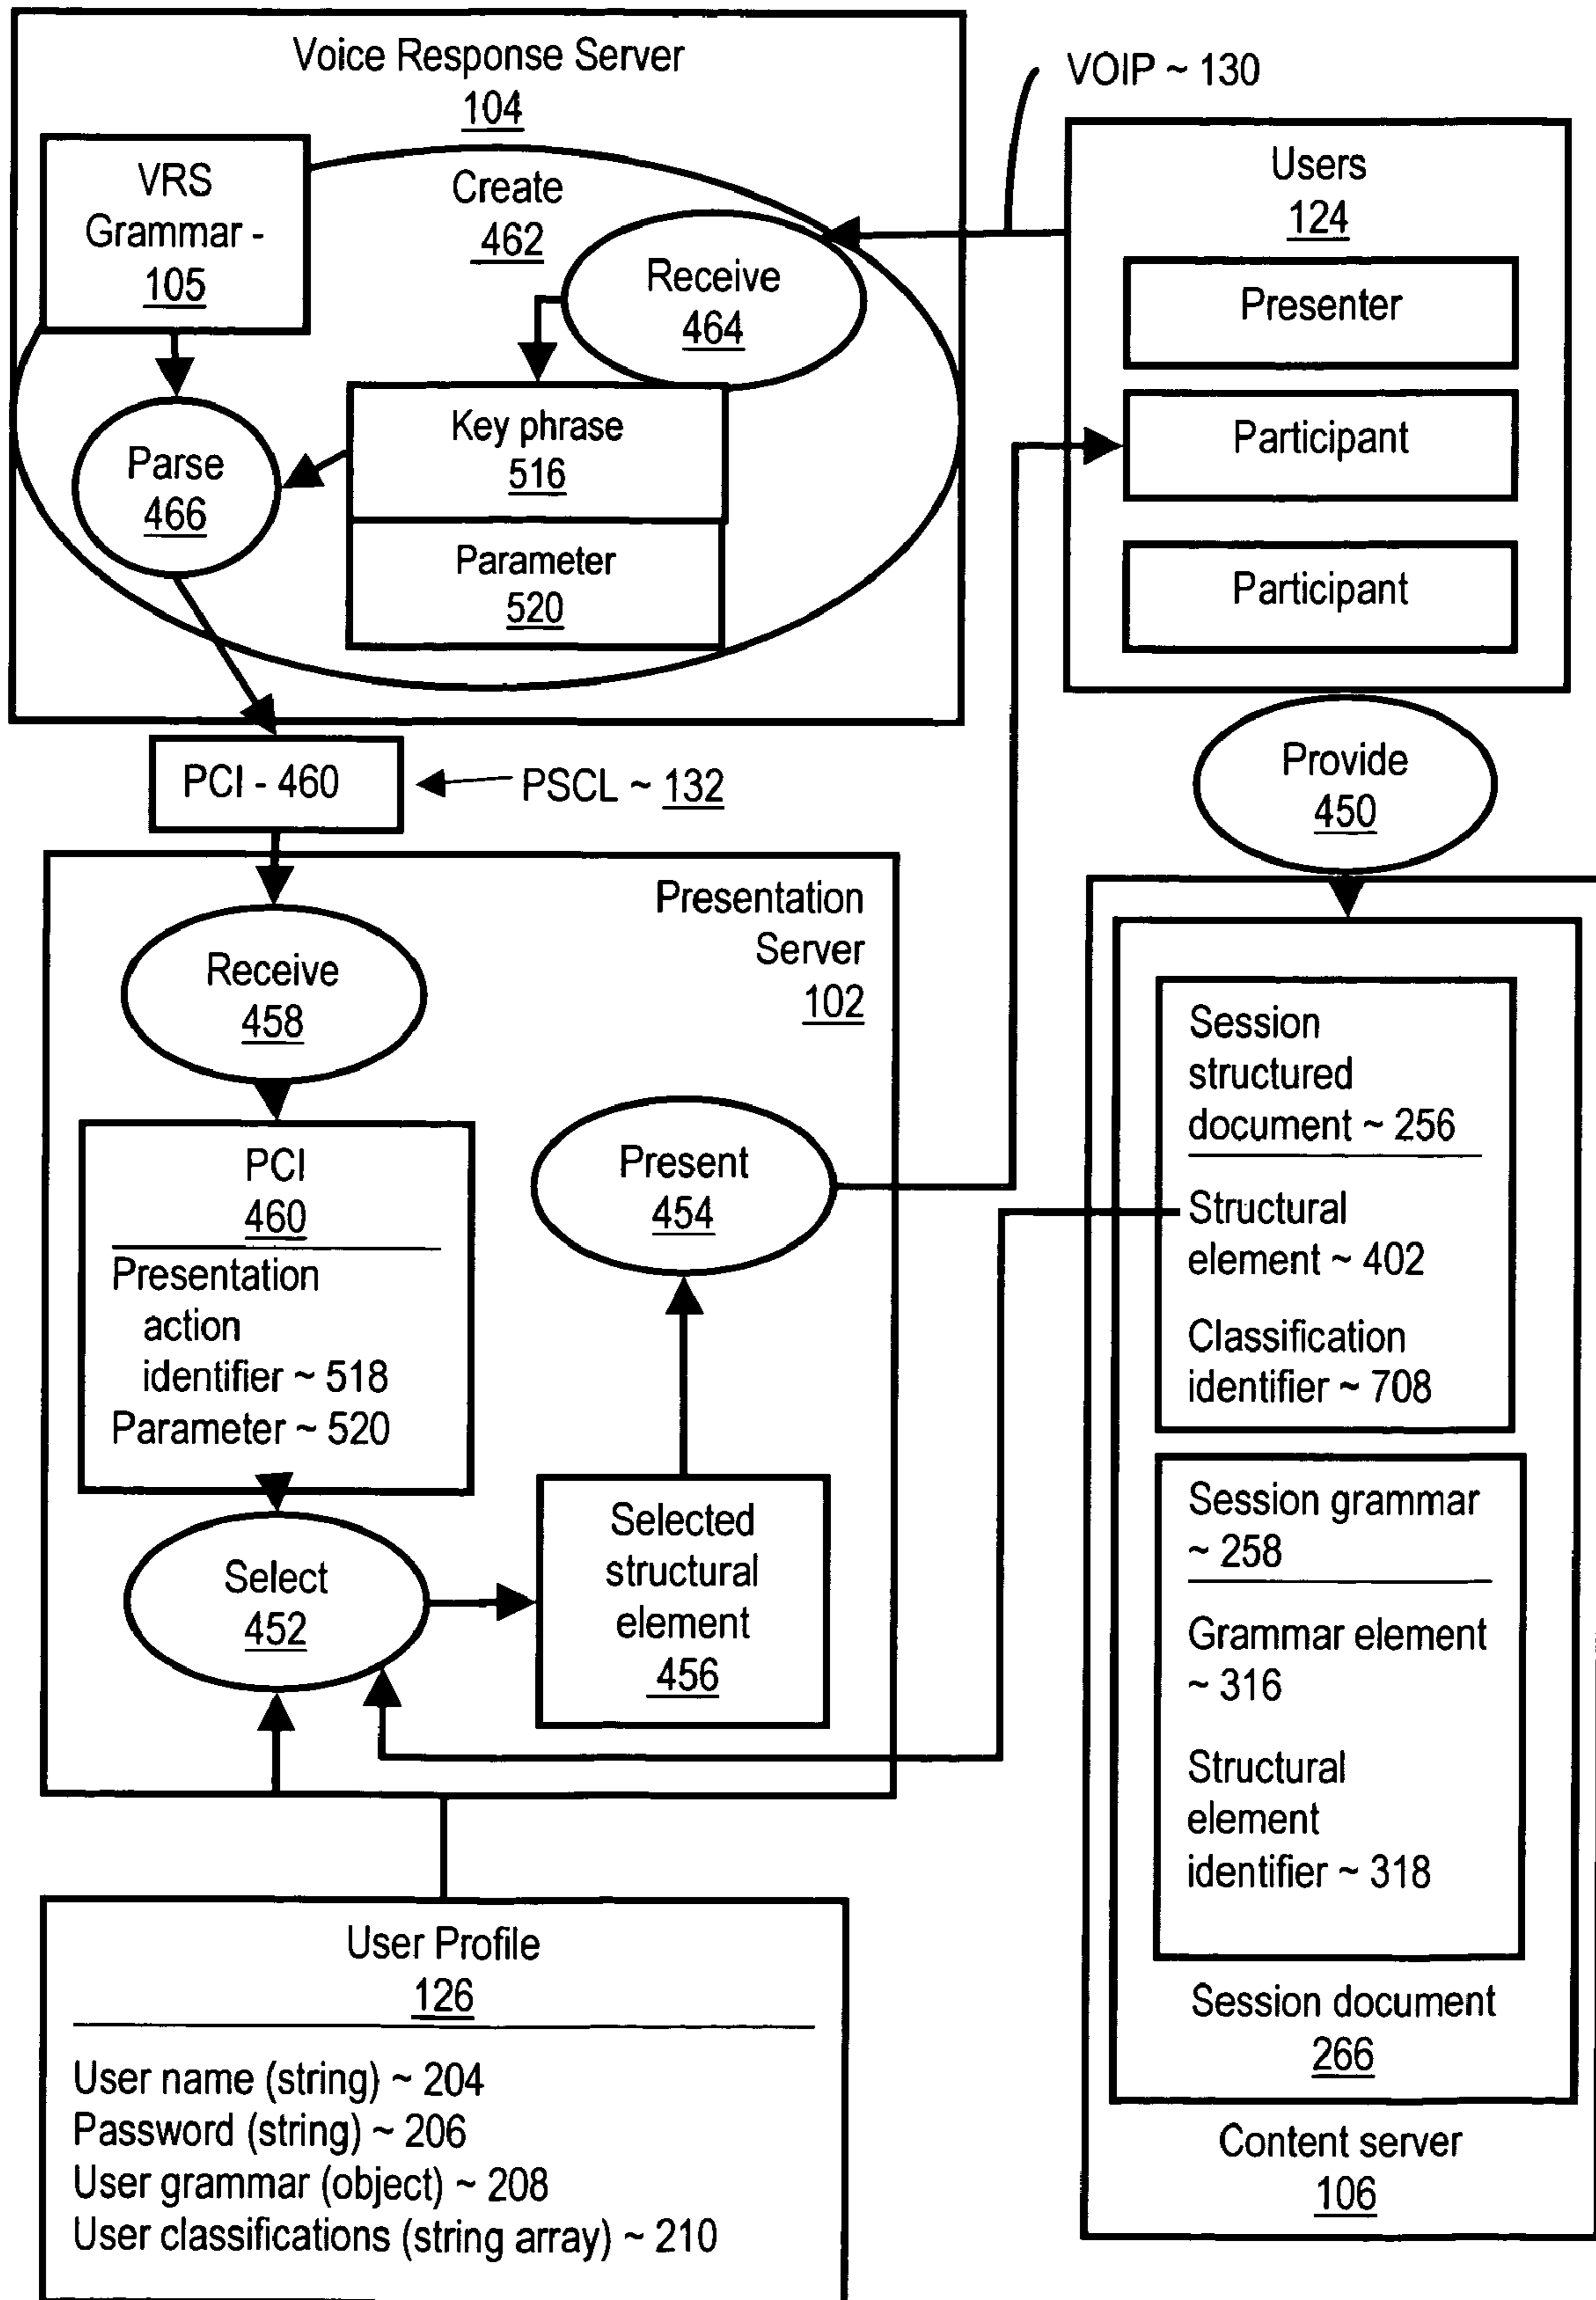 Voice Response Server
104
VOIP ~ 130
VRS
Grammar -
105
Create
462
Receive
464
Key phrase
516
Parameter
520
Parse
466
Users
124
Presenter
Participant
Participant
PCI - 460
PSCL ~ 132
Provide
450
Presentation
Server
102
Receive
458
PCI
460
Presentation
action
identifier ~ 518
Parameter ~ 520
Present
454
Select
452
Selected
structural
element
456
Session
structured
document ~ 256
Structural
element ~ 402
Classification
identifier ~ 708
Session grammar
~ 258
Grammar element
~ 316
Structural
element
identifier ~ 318
Session document
266
Content server
106
User Profile
126
User name (string) ~ 204
Password (string) ~ 206
User grammar (object) ~ 208
User classifications (string array) ~ 210